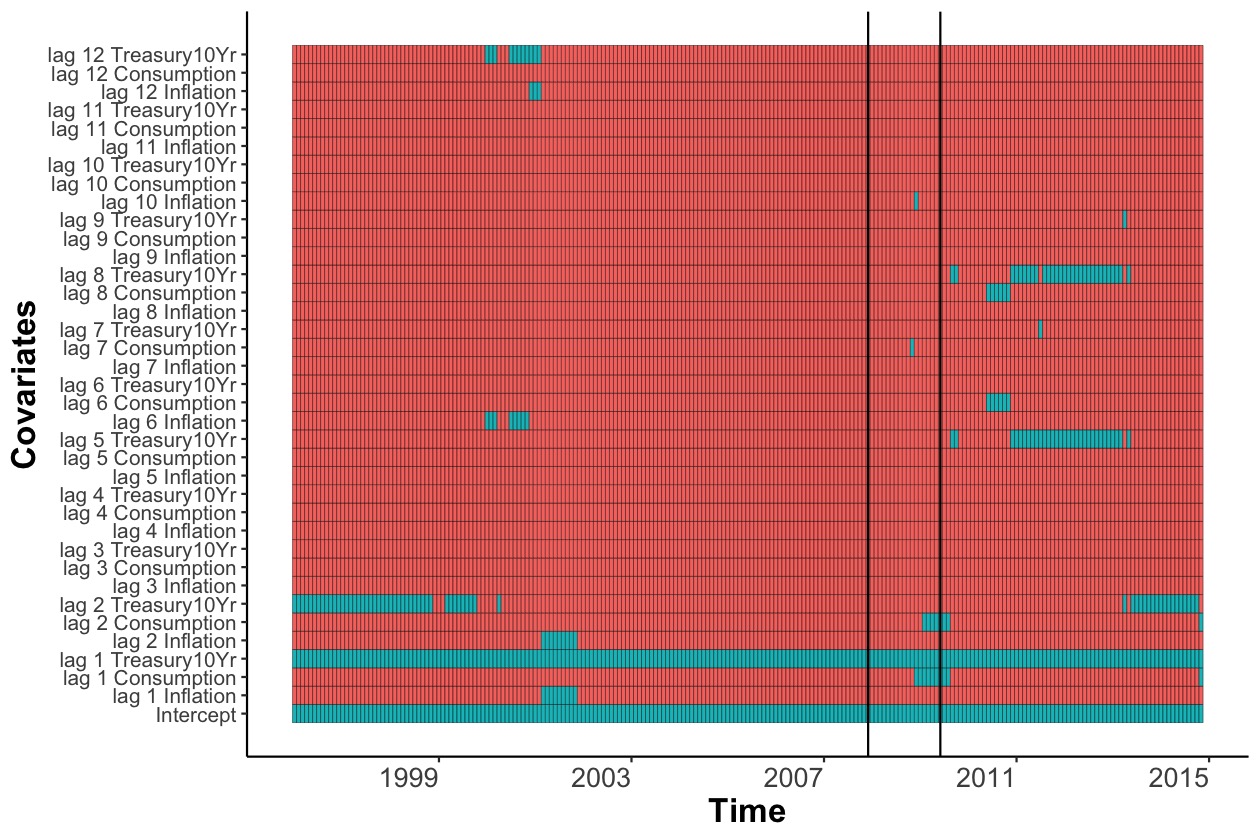 lag 12 Treasury10Yr
lag 12 Consumption
lag 12 Inflation
lag 11 Treasury10Yr
lag 11 Consumption
lag 11 Inflation
lag 10 Treasury10Yr
lag 10 Consumption
lag 10 Inflation
lag 9 Treasury10Yr
lag 9 Consumption
lag 9 Inflation
lag 8 Treasury10Yr
lag 8 Consumption
lag 8 Inflation
lag 7 Treasury10Yr
lag 7 Consumption
lag 7 Inflation
lag 6 Treasury10Yr
lag 6 Consumption
lag 6 Inflation
lag 5 Treasury10Yr
lag 5 Consumption
lag 5 Inflation
lag 4 Treasury10Yr
lag 4 Consumption
lag 4 Inflation
lag 3 Treasury10Yr
lag 3 Consumption
lag 3 Inflation
lag 2 Treasury10Yr
lag 2 Consumption
lag 2 Inflation
lag 1 Treasury10Yr
lag 1 Consumption
lag 1 Inflation
Intercept
Covariates
1999 2003 2007 2011 2015
Time